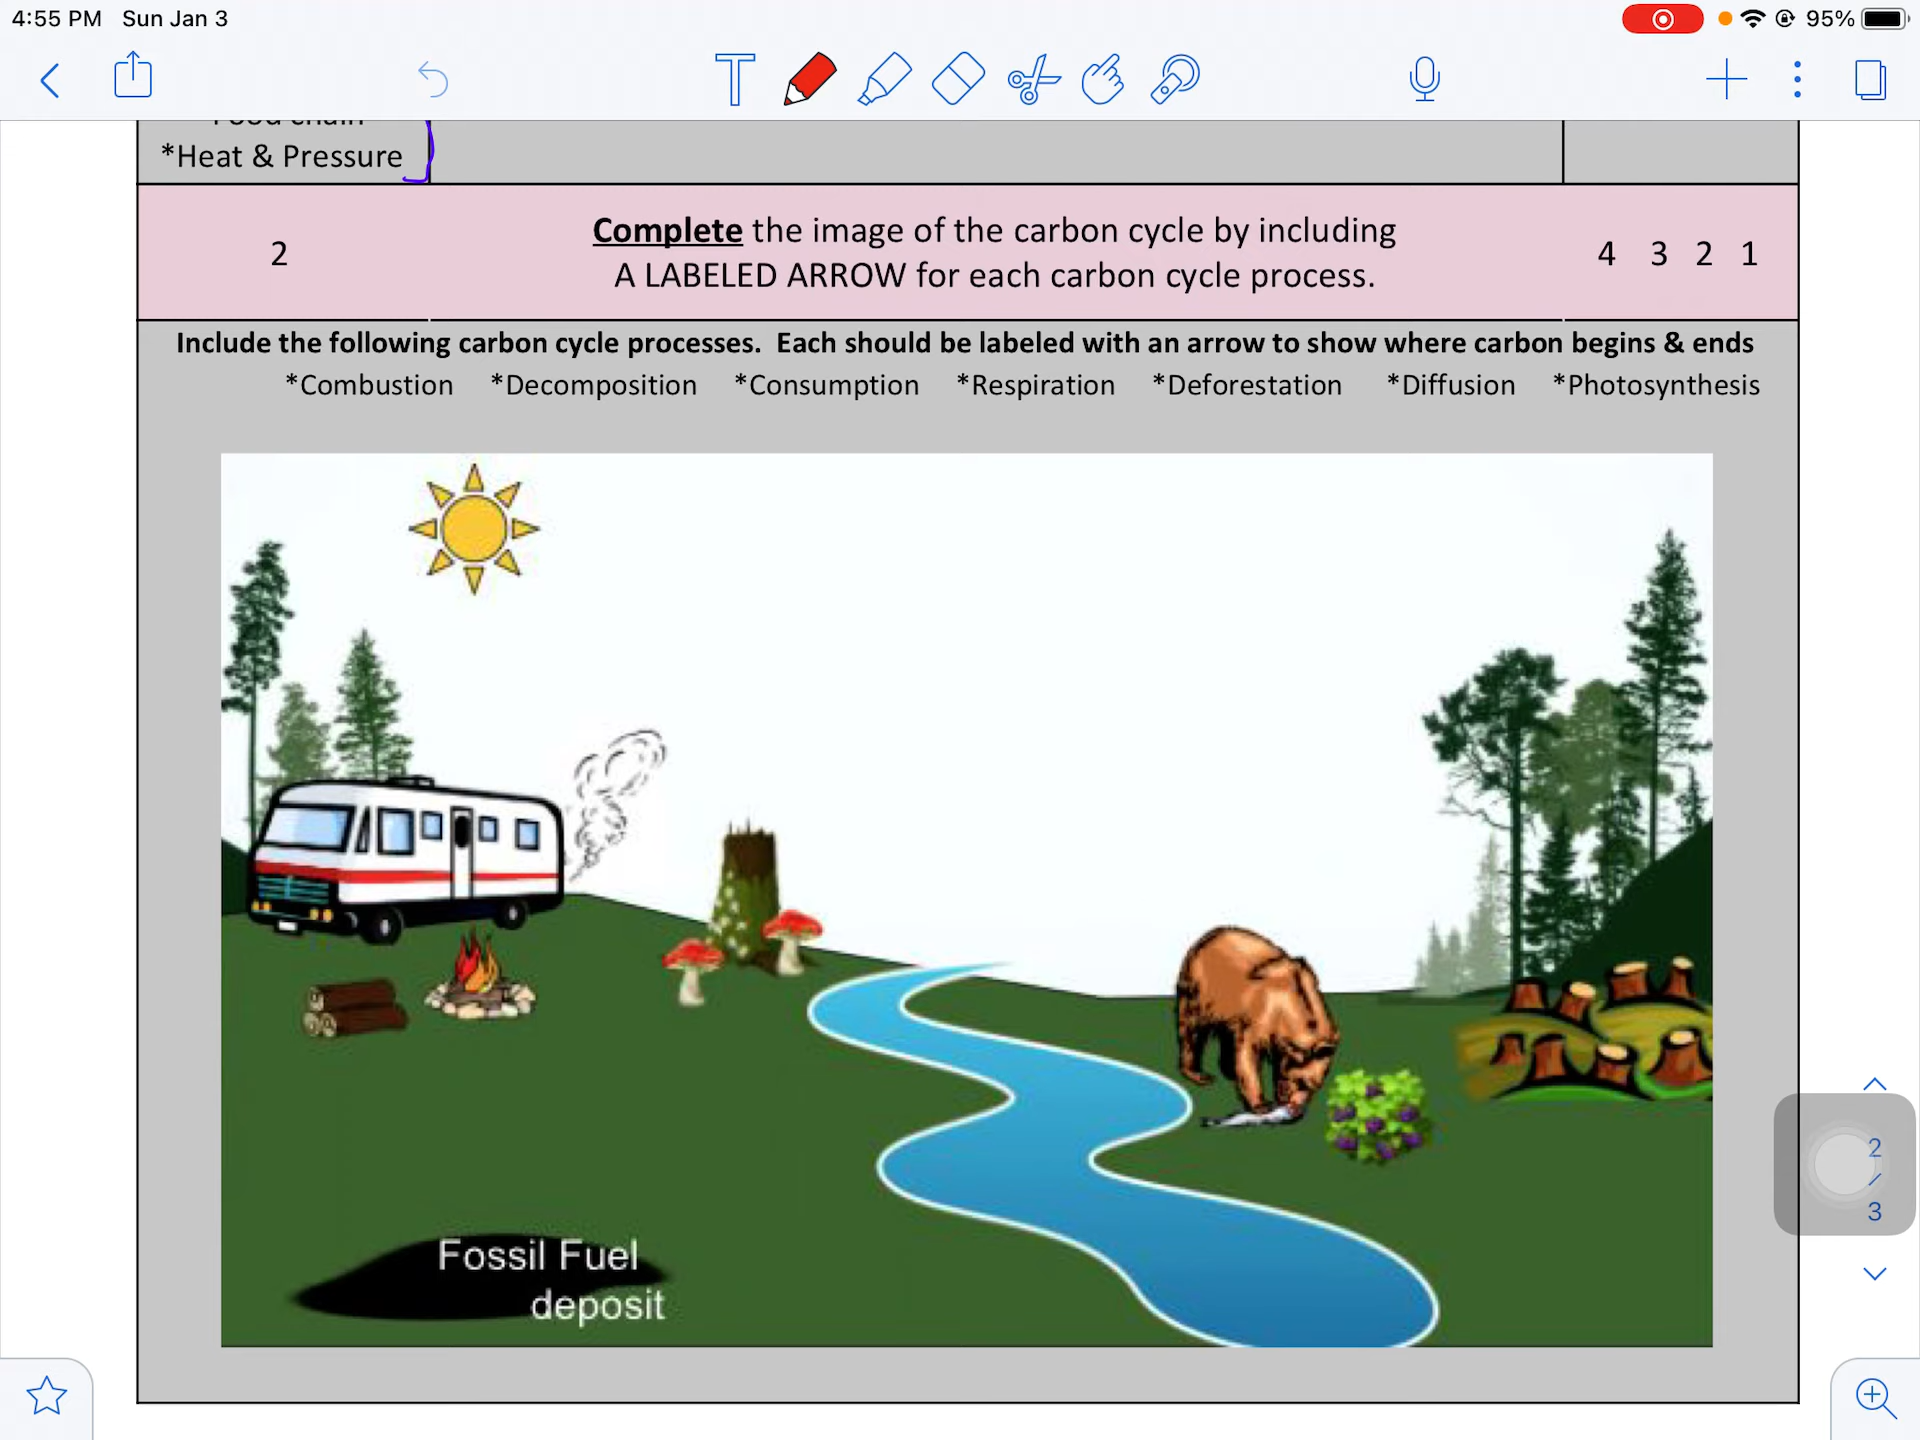 4:55 PM Sun Jan 3
95%
Food chain
*Heat & Pressure
2
Complete the image of the carbon cycle by including
A LABELED ARROW for each carbon cycle process.
4 3 2 1
Include the following carbon cycle processes. Each should be labeled with an arrow to show where carbon begins & ends
*Combustion *Decomposition *Consumption *Respiration *Deforestation *Diffusion *Photosynthesis
Fossil Fuel
deposit
2
/
3